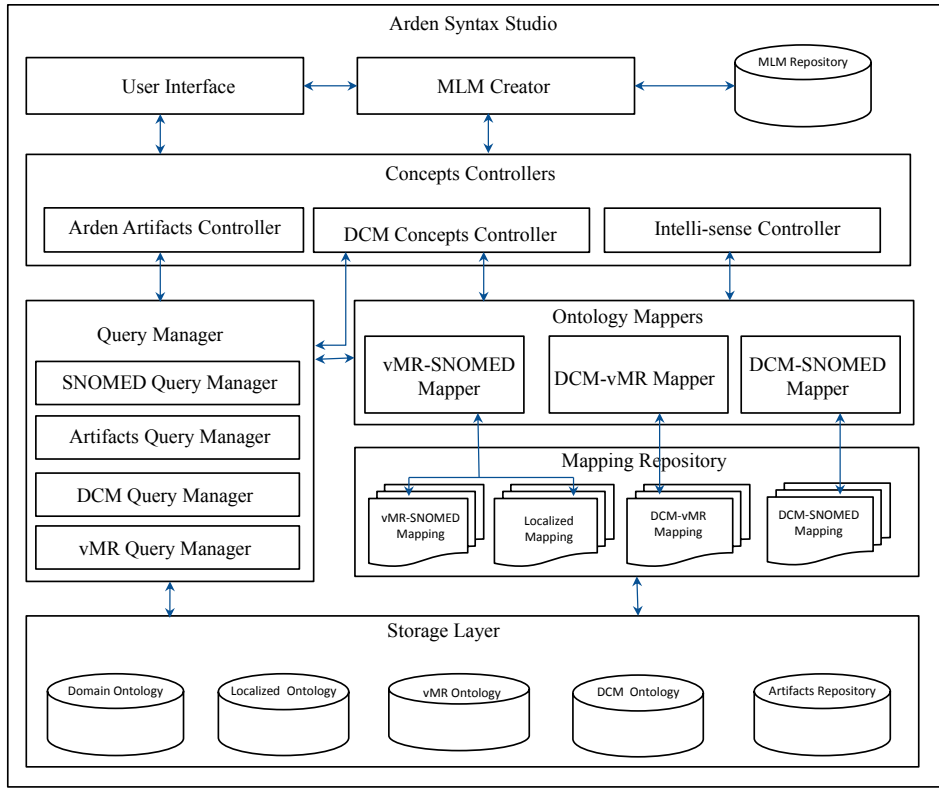 Arden Syntax Studio
User Interface
MLM Creator
MLM Repository
Concepts Controllers
Arden Artifacts Controller
DCM Concepts Controller
Intelli-sense Controller
Query Manager
SNOMED Query Manager
Artifacts Query Manager
DCM Query Manager
vMR Query Manager
Ontology Mappers
vMR-SNOMED
Mapper
DCM-vMR Mapper
DCM-SNOMED
Mapper
Mapping Repository
vMR-SNOMED
Mapping
Localized
Mapping
DCM-vMR
Mapping
DCM-SNOMED
Mapping
Storage Layer
Domain Ontology
Localized Ontology
vMR Ontology
DCM Ontology
Artifacts Repository